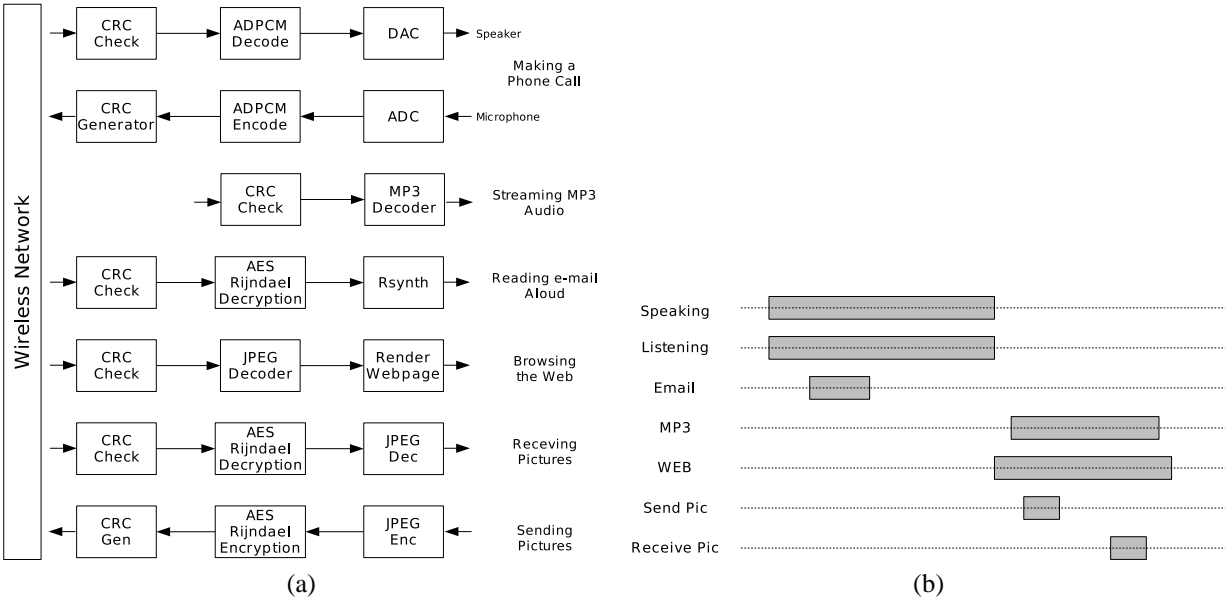 Wireless Network
CRC
Check
ADPCM
Decode
DAC
Speaker
Making a
Phone Call
CRC
Generator
ADPCM
Encode
ADC
Microphone
CRC
Check
MP3
Decoder
Streaming MP3
Audio
CRC
Check
AES
Rijndael
Decryption
Rsynth
Reading e-mail
Aloud
CRC
Check
JPEG
Decoder
Render
Webpage
Browsing
the Web
CRC
Check
AES
Rijndael
Decryption
JPEG
Dec
Receving
Pictures
CRC
Gen
AES
Rijndael
Encryption
JPEG
Enc
Sending
Pictures
(a)
Speaking
Listening
Email
MP3
WEB
Send Pic
Receive Pic
(b)